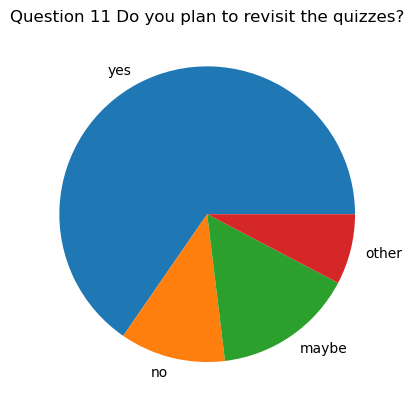 Question 11 Do you plan to revisit the quizzes?
yes
other
maybe
no